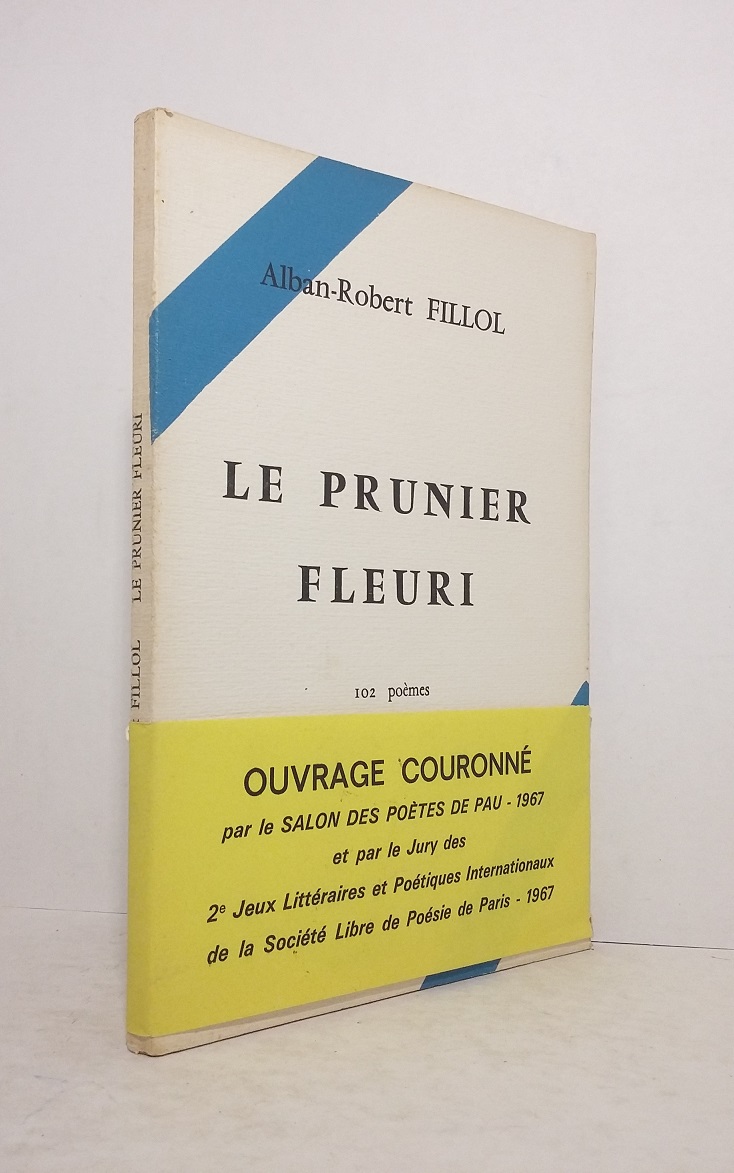 Alban-Robert FILLOL
LE PRUNIER
FLEURI
102 poèmes
OUVRAGE COURONNÉ
par le SALON DES POÈTES DE PAU - 1967
et par le Jury des
2e Jeux Littéraires et Poétiques Internationaux
de la Société Libre de Poésie de Paris - 1967
FILLOL LE PRUNIER FLEURI